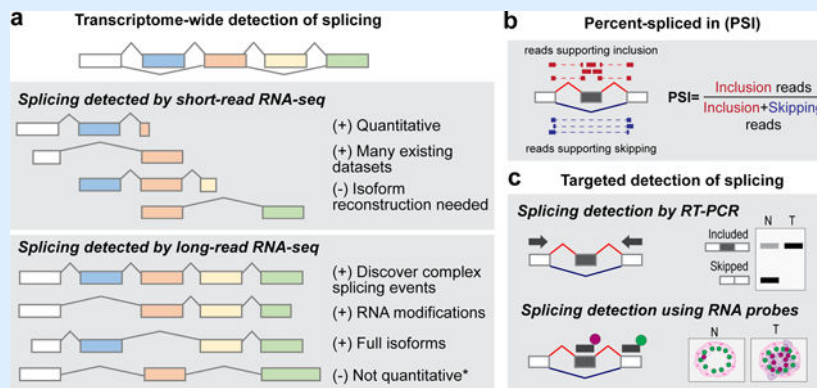 a
Transcriptome-wide detection of splicing
Splicing detected by short-read RNA-seq
(+) Quantitative
(+) Many existing
datasets
(-) Isoform
reconstruction needed
Splicing detected by long-read RNA-seq
(+) Discover complex
splicing events
(+) RNA modifications
(+) Full isoforms
(-) Not quantitative*
b
Percent-spliced in (PSI)
reads supporting inclusion
reads supporting skipping
PSI=
Inclusion reads
Inclusion+Skipping
reads
c
Targeted detection of splicing
Splicing detection by RT-PCR
N T
Included
Skipped
Splicing detection using RNA probes
N T